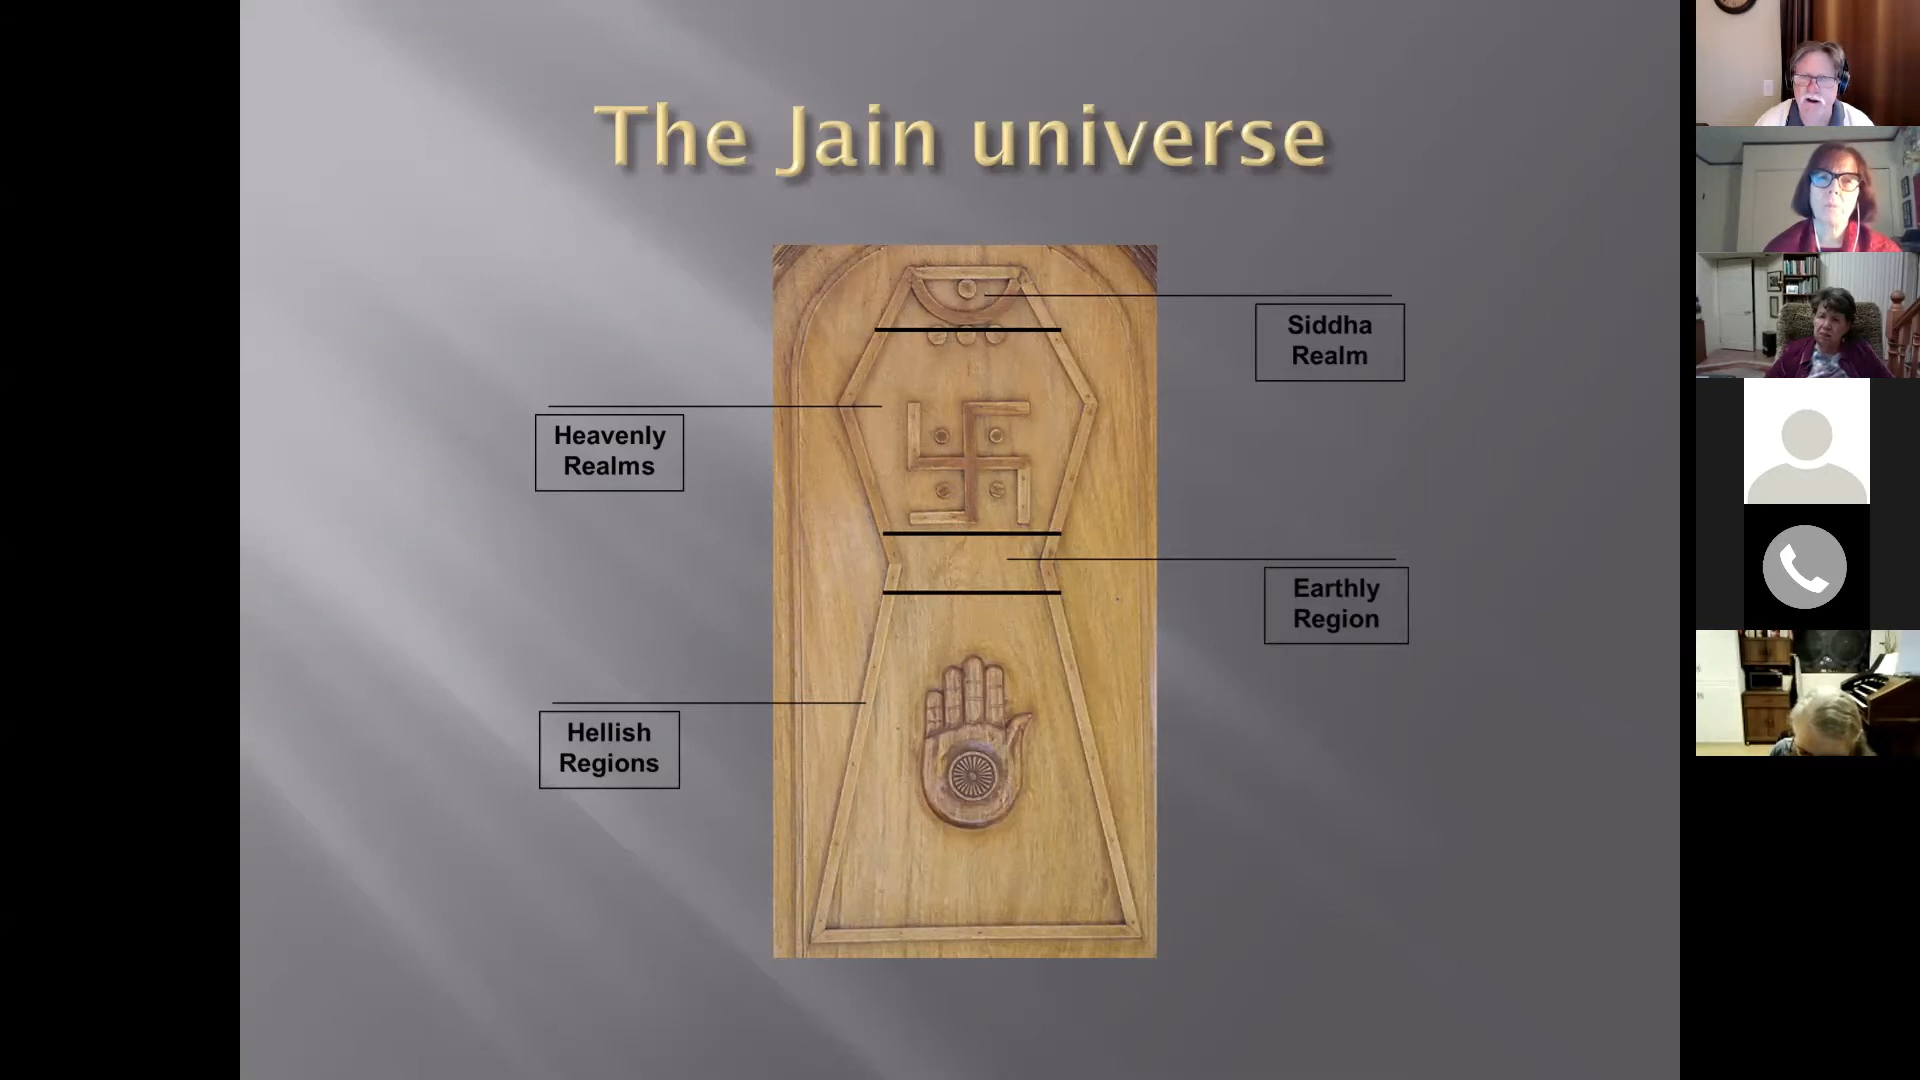 The Jain universe
Siddha
Realm
Heavenly
Realms
Earthly
Region
Hellish
Regions